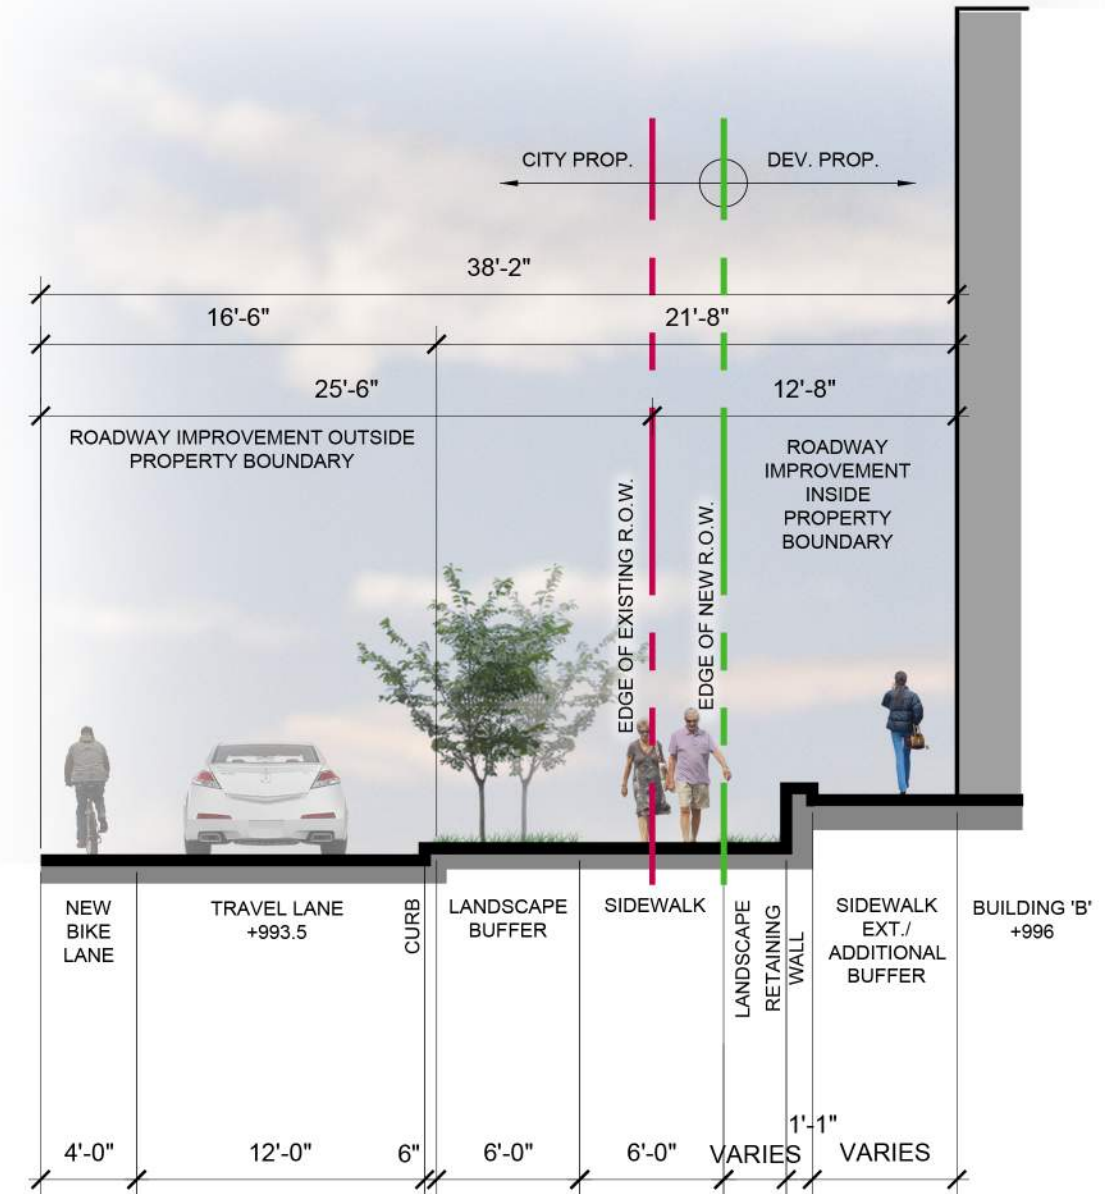 CITY PROP.
DEV. PROP.
38'-2"
16'-6"
21'-8"
25'-6"
12'-8"
ROADWAY IMPROVEMENT OUTSIDE
PROPERTY BOUNDARY
ROADWAY
IMPROVEMENT
INSIDE
PROPERTY
BOUNDARY
EDGE OF EXISTING R.O.W.
EDGE OF NEW R.O.W.
NEW
BIKE
LANE
TRAVEL LANE
+993.5
CURB
LANDSCAPE
BUFFER
SIDEWALK
LANDSCAPE
RETAINING
WALL
SIDEWALK
EXT./
ADDITIONAL
BUFFER
BUILDING 'B'
+996
4'-0"
12'-0"
6"
6'-0"
6'-0"
VARIES
1'-1"
VARIES